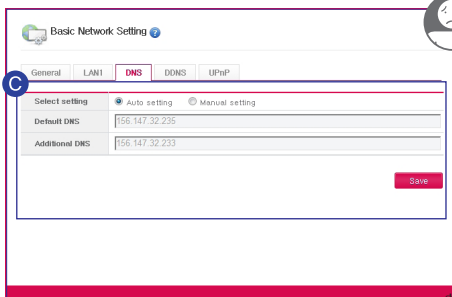 Basic Network Setting ?
General LAN1 DNS DDNS UPnP
C
Select setting Auto setting Manual setting
Default DNS 156.147.32.235
Additional DNS 156.147.32.233
Save